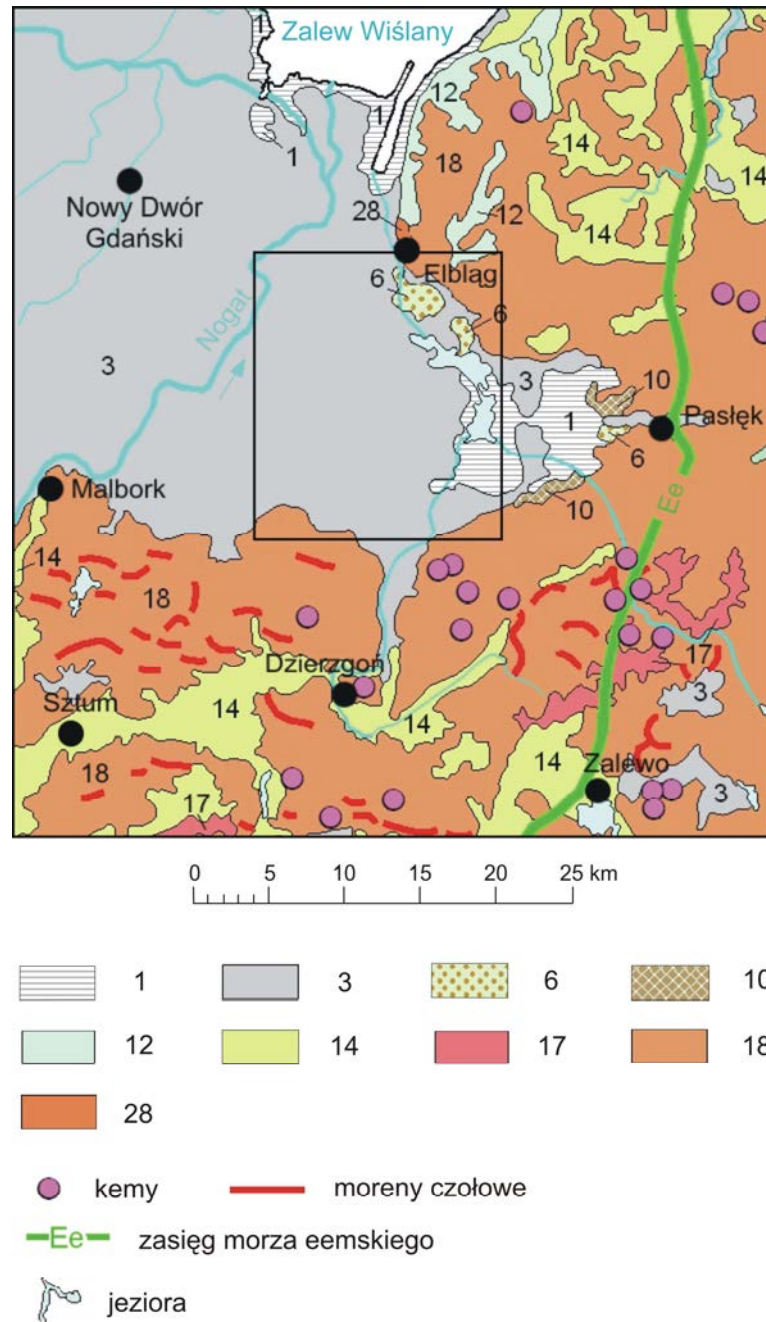 1
Zalew Wiślany
12
1
1
18
14
14
Nowy Dwór
Gdański
12
28
14
Elbląg
6
6
Nogat
3
3
10
1
Pasłęk
6
Malbork
10
Ee
14
18
17
Dzierzgoń
3
14
Sztum
14
14
Zalewo
18
3
17
0 5 10 15 20 25 km
1 3 6 10
12 14 17 18
28
kemy moreny czołowe
Ee zasięg morza eemskiego
jeziora